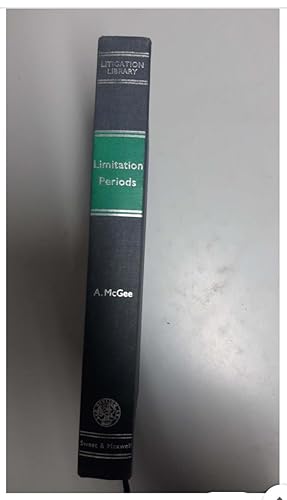 LITIGATION
LIBRARY
Limitation
Periods
A. McGee
Sweet & Maxwell